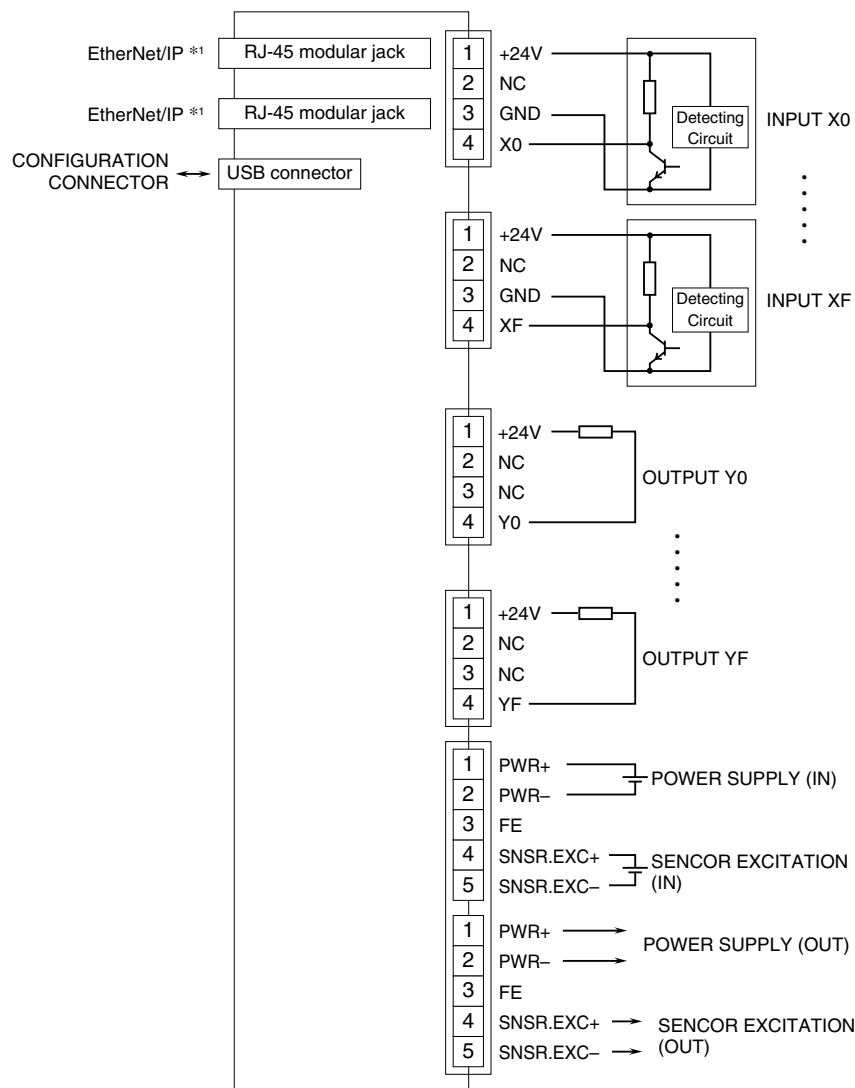 EtherNet/IP *1
RJ-45 modular jack
EtherNet/IP *1
RJ-45 modular jack
CONFIGURATION
CONNECTOR
USB connector
1 +24V
2 NC
3 GND
4 X0
Detecting
Circuit
INPUT X0
1 +24V
2 NC
3 GND
4 XF
Detecting
Circuit
INPUT XF
1 +24V
2 NC
3 NC
4 Y0
OUTPUT Y0
1 +24V
2 NC
3 NC
4 YF
OUTPUT YF
1 PWR+
2 PWR–
3 FE
4 SNSR.EXC+
5 SNSR.EXC–
POWER SUPPLY (IN)
SENCOR EXCITATION
(IN)
1 PWR+
2 PWR–
3 FE
4 SNSR.EXC+
5 SNSR.EXC–
POWER SUPPLY (OUT)
SENCOR EXCITATION
(OUT)